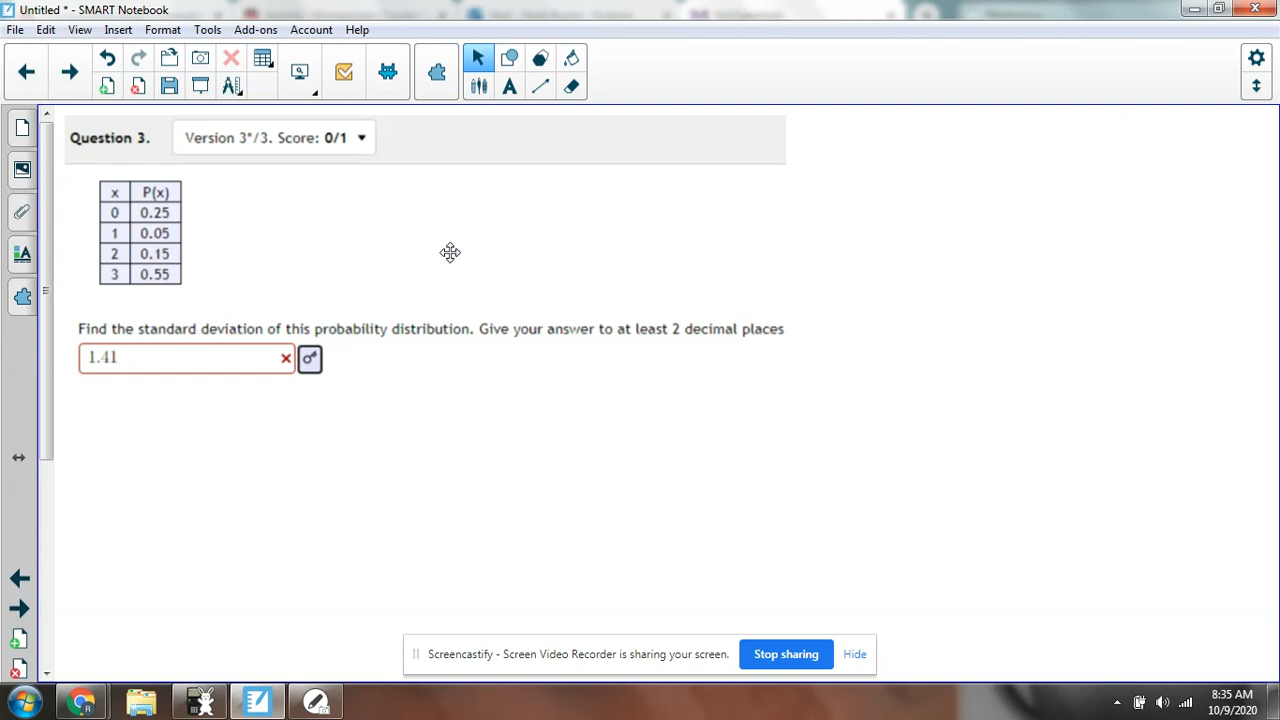 Untitled * - SMART Notebook
File Edit View Insert Format Tools Add-ons Account Help
Question 3. Version 3*/3. Score: 0/1
x P(x)
0 0.25
1 0.05
2 0.15
3 0.55
Find the standard deviation of this probability distribution. Give your answer to at least 2 decimal places
1.41
Screencastify - Screen Video Recorder is sharing your screen. Stop sharing Hide
8:35 AM
10/9/2020